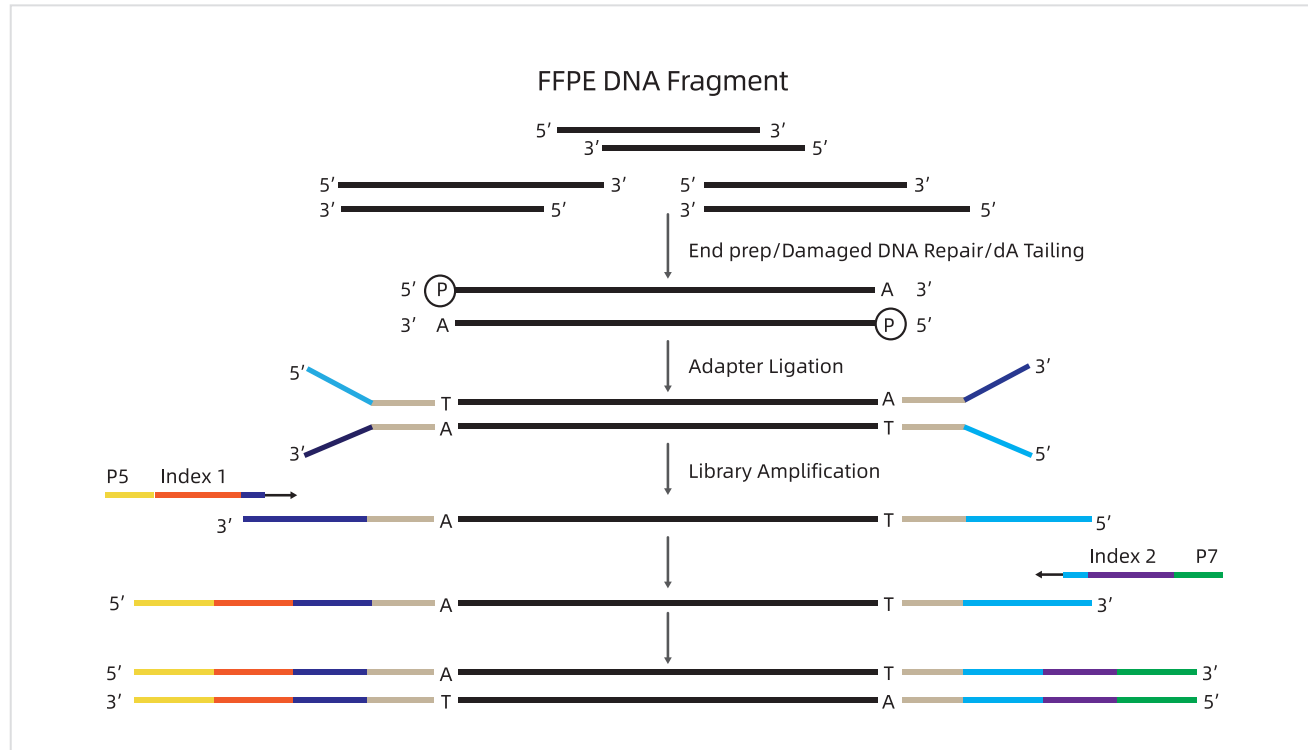 FFPE DNA Fragment
5’ 3’
3’ 5’
5’ 3’ 5’ 3’
3’ 5’ 3’ 5’
End prep/Damaged DNA Repair/dA Tailing
5’ P A 3’
3’ A P 5’
Adapter Ligation
5’ 3’
T A
A T
3’ 5’
Library Amplification
P5 Index 1
3’ A T 5’
Index 2 P7
5’ A T 3’
5’ A T 3’
3’ T A 5’